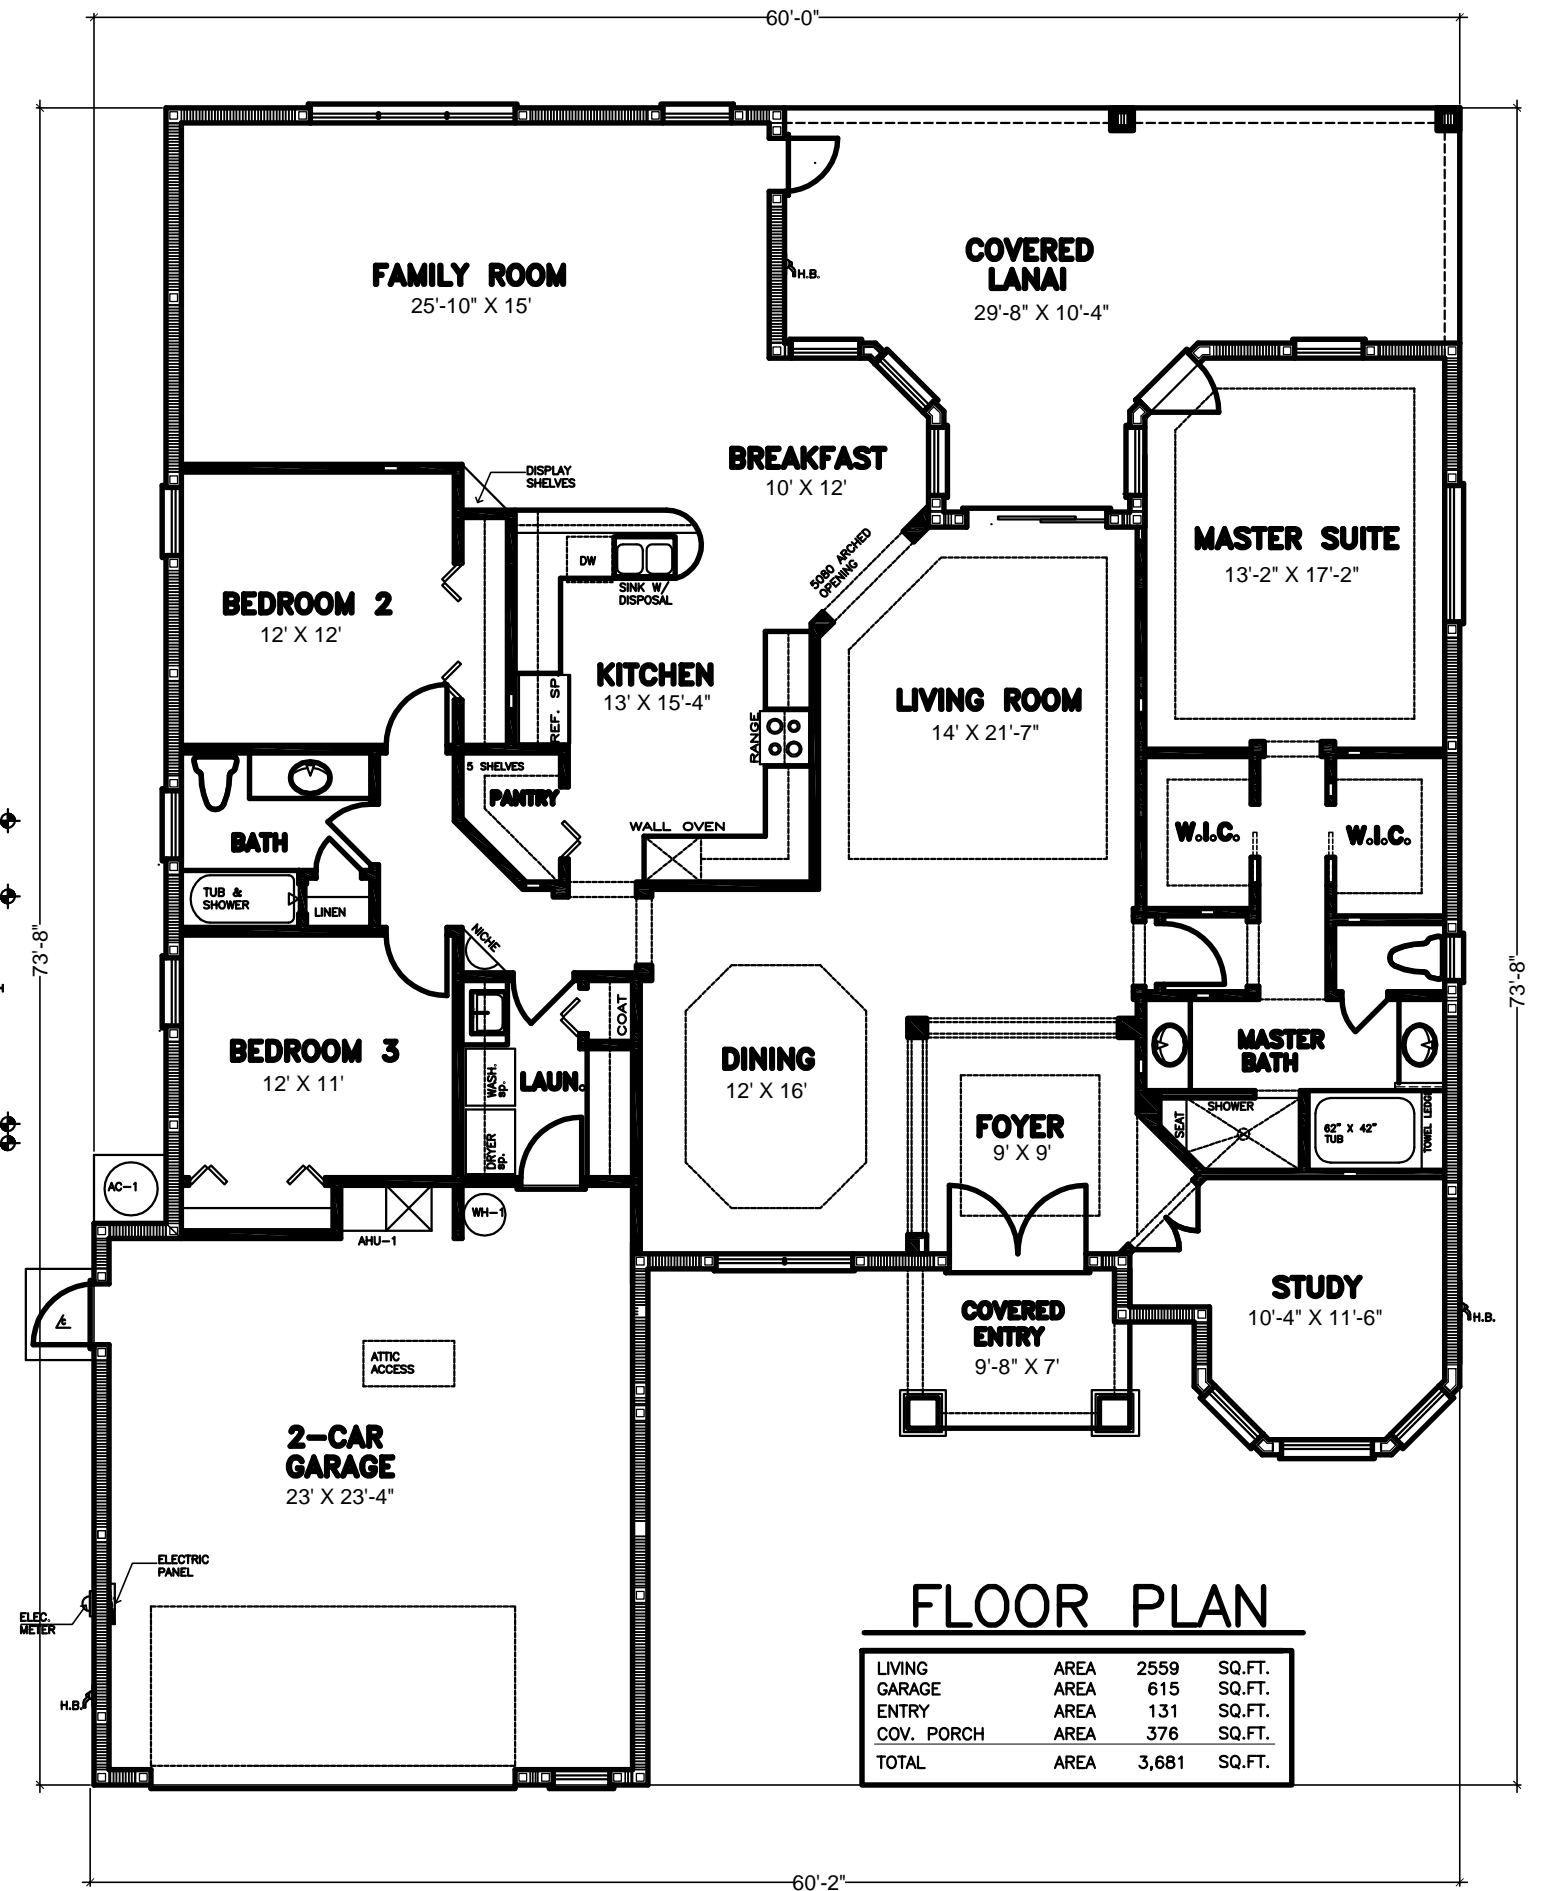 60'-0"
FAMILY ROOM
25'-10" X 15'
COVERED
LANAI
29'-8" X 10'-4"
H.B.
BREAKFAST
10' X 12'
DISPLAY
SHELVES
MASTER SUITE
13'-2" X 17'-2"
5080 ARCHED
OPENING
DW
SINK W/
DISPOSAL
BEDROOM 2
12' X 12'
KITCHEN
13' X 15'-4"
REF. SP.
RANGE
LIVING ROOM
14' X 21'-7"
5 SHELVES
PANTRY
WALL OVEN
W.I.C.
W.I.C.
BATH
TUB &
SHOWER
LINEN
NICHE
73'-8"
73'-8"
COAT
BEDROOM 3
12' X 11'
WASH.
sp.
LAUN.
DRYER
sp.
DINING
12' X 16'
MASTER
BATH
FOYER
9' X 9'
SEAT
SHOWER
62" X 42"
TUB
TOWEL LEDGE
AC-1
WH-1
AHU-1
STUDY
10'-4" X 11'-6"
H.B.
COVERED
ENTRY
9'-8" X 7'
ATTIC
ACCESS
2-CAR
GARAGE
23' X 23'-4"
ELECTRIC
PANEL
ELEC.
METER
H.B.
FLOOR PLAN
LIVING AREA 2559 SQ.FT.
GARAGE AREA 615 SQ.FT.
ENTRY AREA 131 SQ.FT.
COV. PORCH AREA 376 SQ.FT.
TOTAL AREA 3,681 SQ.FT.
60'-2"